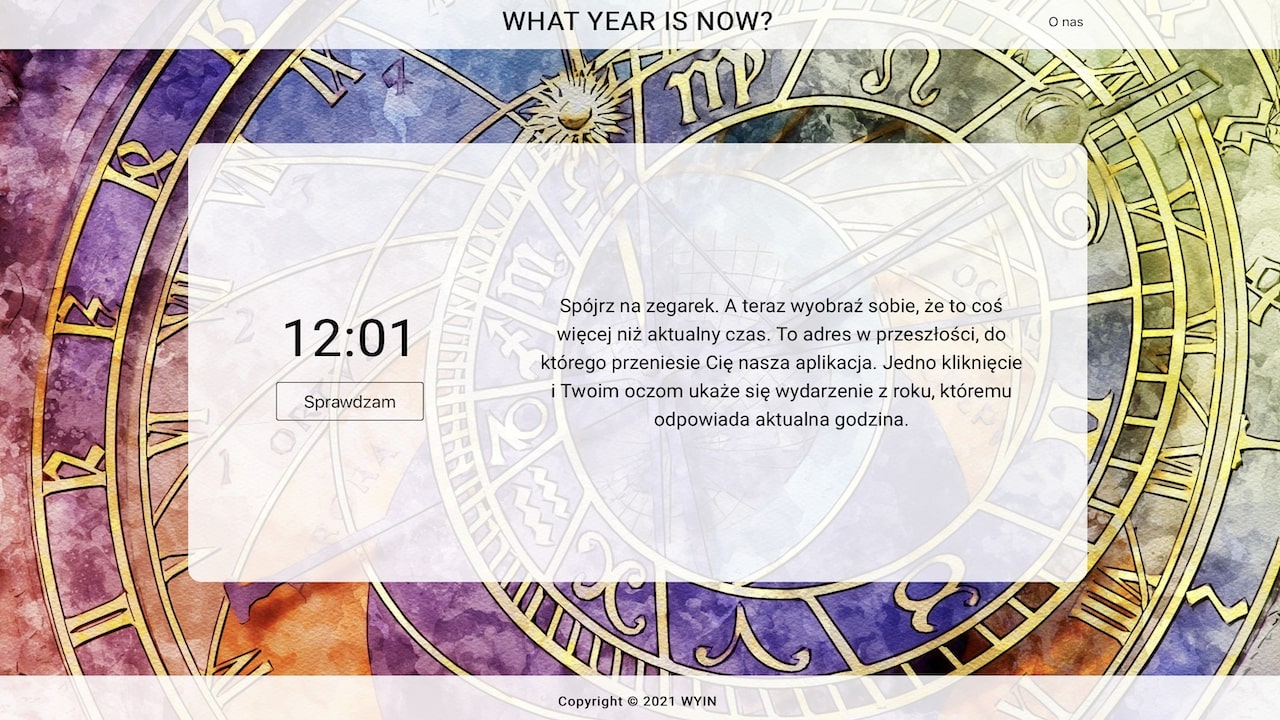 WHAT YEAR IS NOW?
O nas
12:01
Sprawdzam
Spójrz na zegarek. A teraz wyobraź sobie, że to coś
więcej niż aktualny czas. To adres w przeszłości, do
którego przeniesie Cię nasza aplikacja. Jedno kliknięcie
i Twoim oczom ukaże się wydarzenie z roku, któremu
odpowiada aktualna godzina.
Copyright © 2021 WYIN